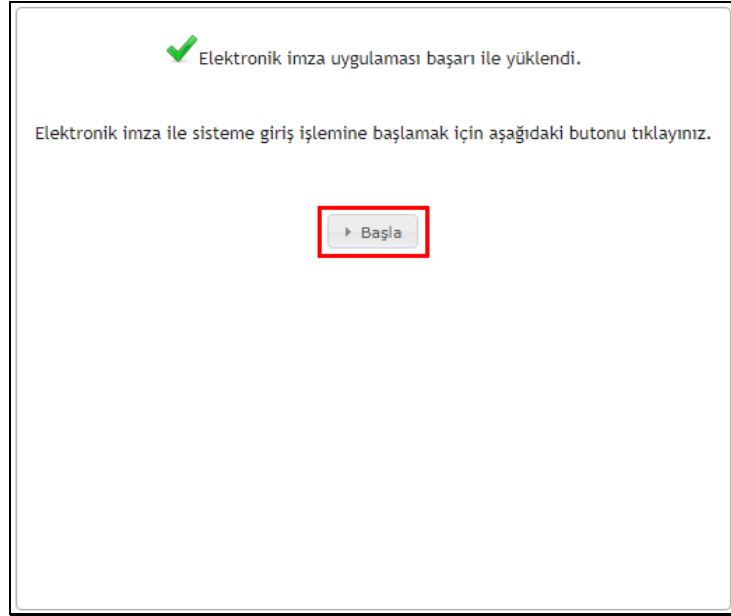 Elektronik imza uygulaması başarı ile yüklendi.
Elektronik imza ile sisteme giriş işlemine başlamak için aşağıdaki butonu tıklayınız.
Başla